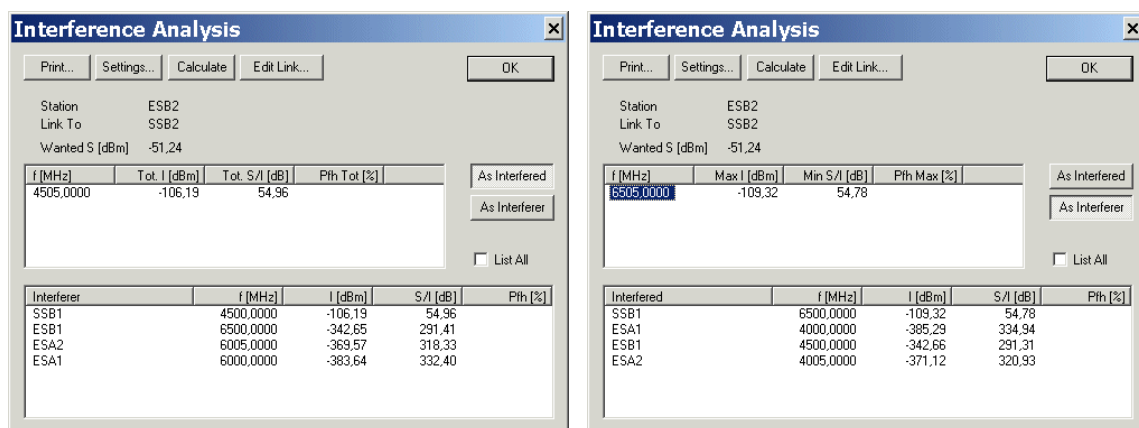 Interference Analysis
Print... Settings... Calculate Edit Link... OK
Station ESB2
Link To SSB2
Wanted S [dBm] -51,24
f [MHz] Tot. I [dBm] Tot. S/I [dB] Pfh Tot [%]
4505,0000 -106,19 54,96
As Interfered
As Interferer
List All
Interferer f [MHz] I [dBm] S/I [dB] Pfh [%]
SSB1 4500,0000 -106,19 54,96
ESB1 6500,0000 -342,65 291,41
ESA2 6005,0000 -369,57 318,33
ESA1 6000,0000 -383,64 332,40
Interference Analysis
Print... Settings... Calculate Edit Link... OK
Station ESB2
Link To SSB2
Wanted S [dBm] -51,24
f [MHz] Max I [dBm] Min S/I [dB] Pfh Max [%]
6505,0000 -109,32 54,78
As Interfered
As Interferer
List All
Interfered f [MHz] I [dBm] S/I [dB] Pfh [%]
SSB1 6500,0000 -109,32 54,78
ESA1 4000,0000 -385,29 334,94
ESB1 4500,0000 -342,66 291,31
ESA2 4005,0000 -371,12 320,93